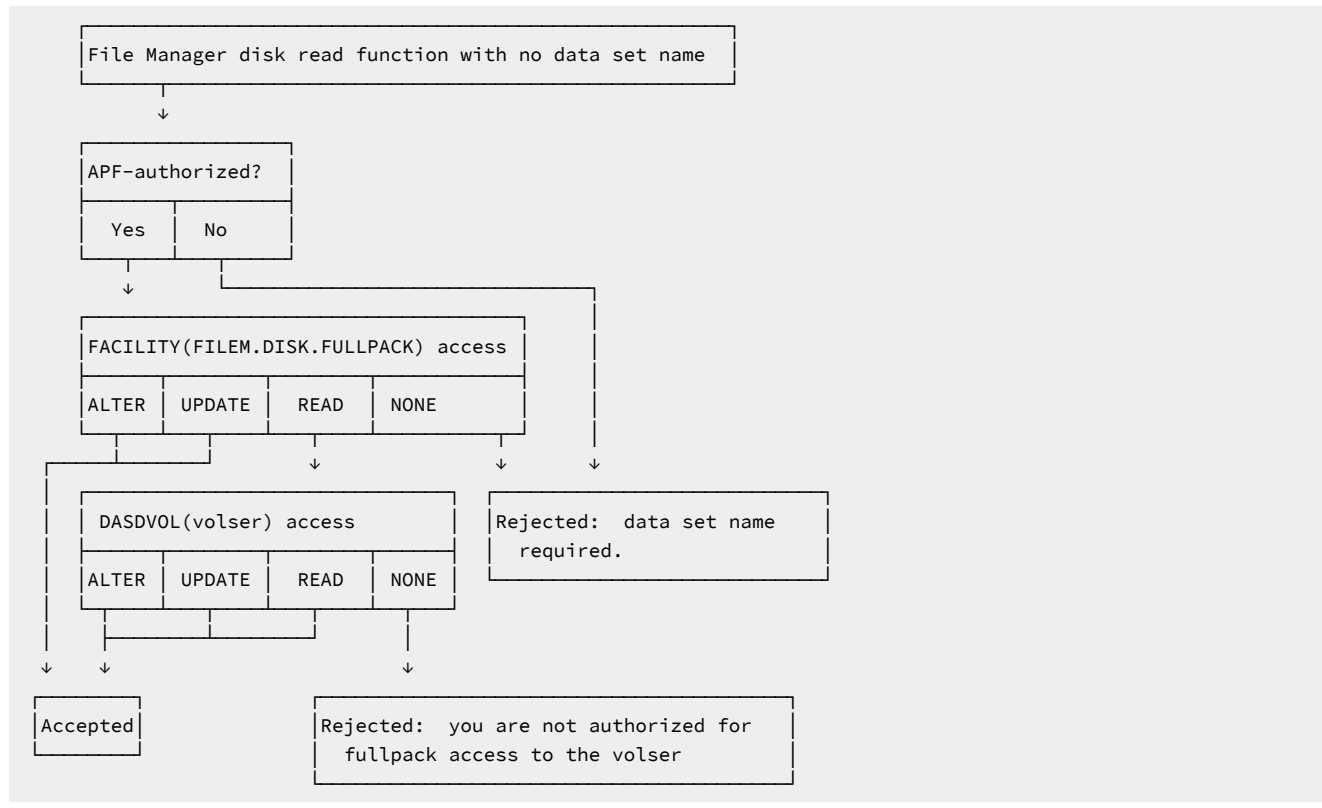 File Manager disk read function with no data set name
APF-authorized?
Yes No
FACILITY(FILEM.DISK.FULLPACK) access
ALTER UPDATE READ NONE
DASDVOL(volser) access
ALTER UPDATE READ NONE
Rejected: data set name
required.
Accepted
Rejected: you are not authorized for
fullpack access to the volser